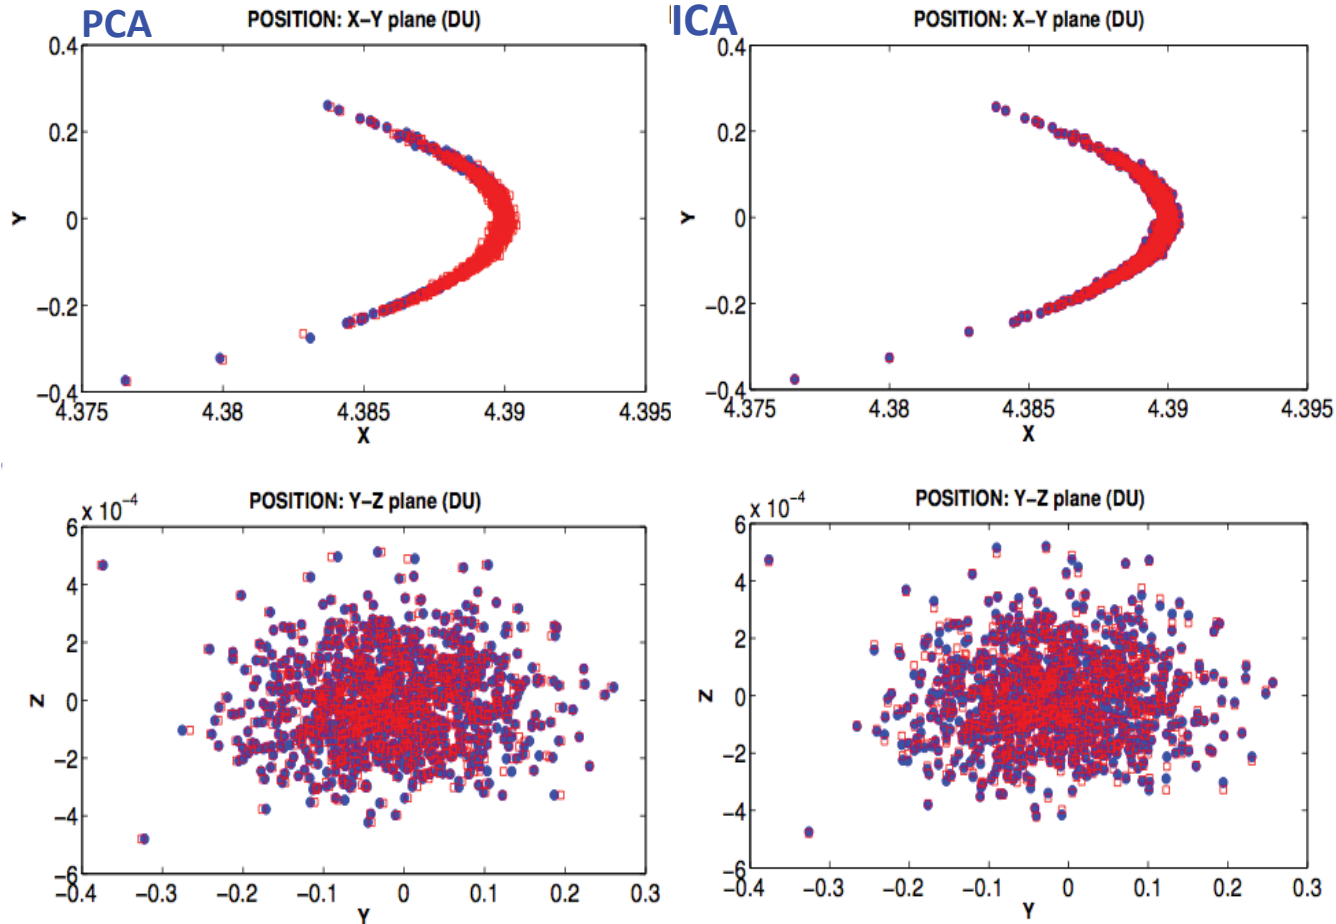 PCA
POSITION: X–Y plane (DU)
0.4
0.2
0
−0.2
−0.4
Y
4.375 4.38 4.385 4.39 4.395
X
ICA
POSITION: X–Y plane (DU)
0.4
0.2
0
−0.2
−0.4
Y
4.375 4.38 4.385 4.39 4.395
X
POSITION: Y–Z plane (DU)
x 10−4
6
4
2
0
−2
−4
−6
Z
−0.4 −0.3 −0.2 −0.1 0 0.1 0.2 0.3
Y
POSITION: Y–Z plane (DU)
x 10−4
6
4
2
0
−2
−4
−6
Z
−0.4 −0.3 −0.2 −0.1 0 0.1 0.2 0.3
Y